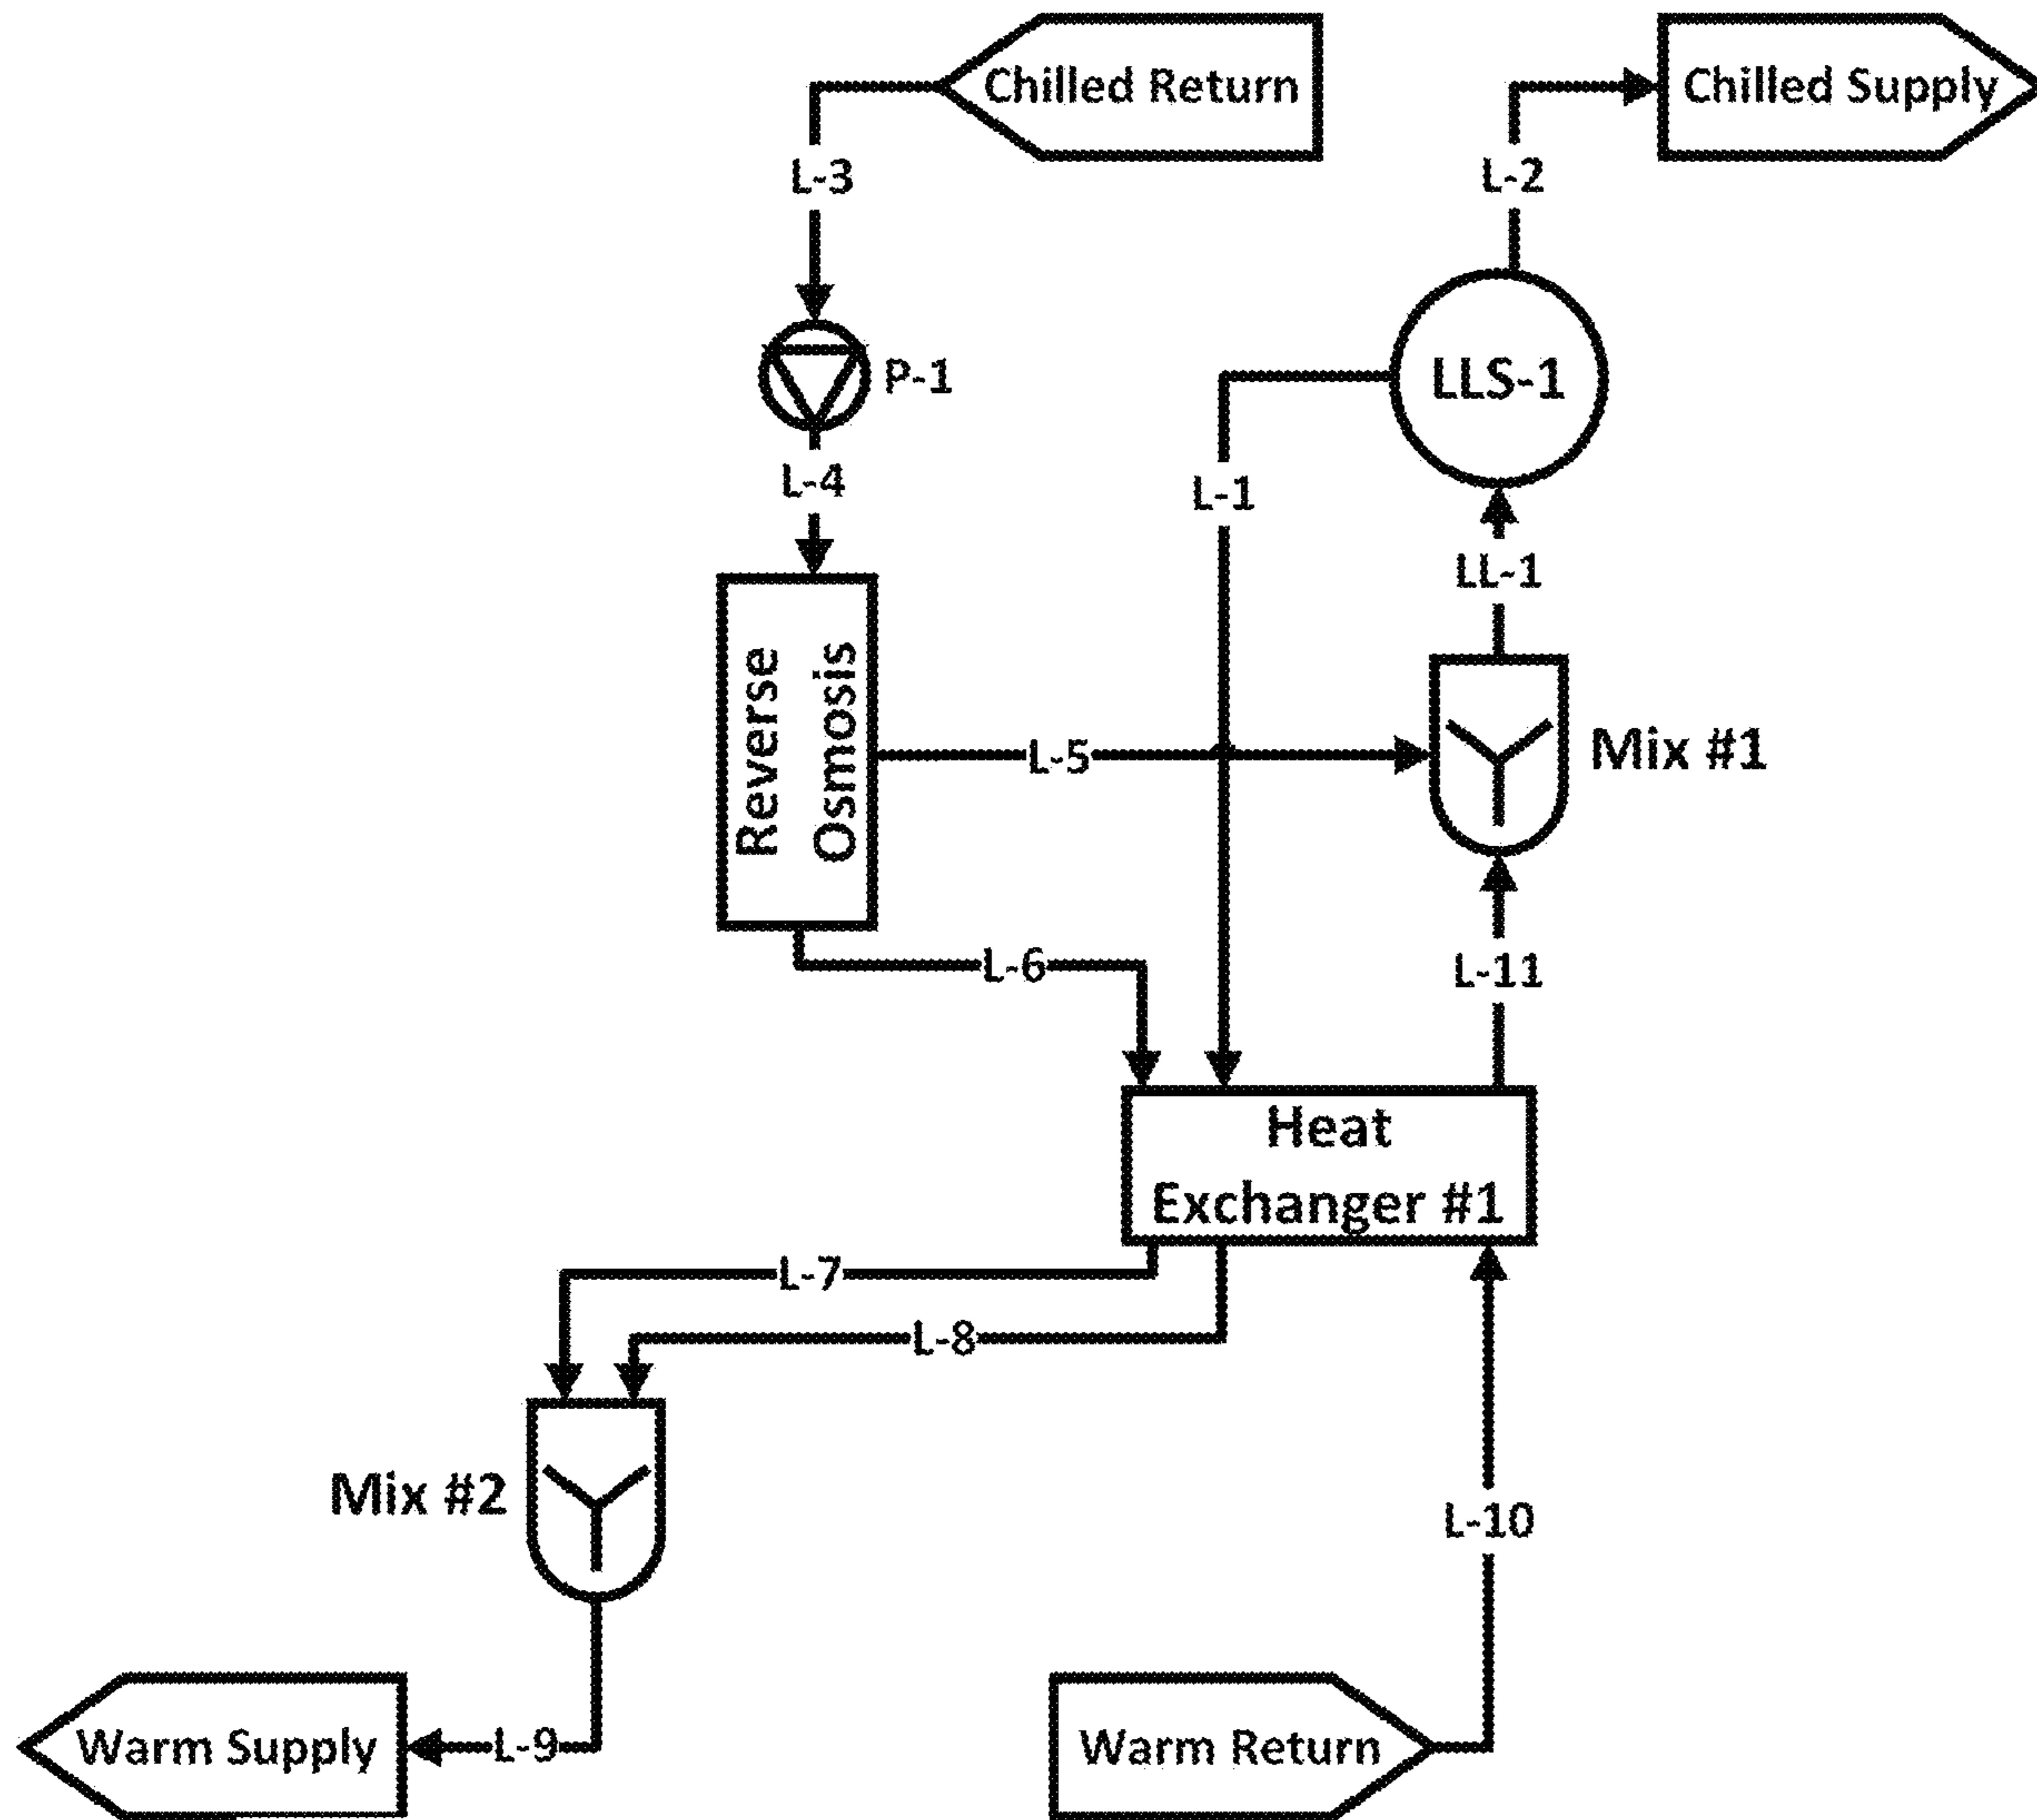 Chilled Return
Chilled Supply
L-3
L-2
P-1
LLS-1
L-4
L-1
LL-1
Reverse
Osmosis
L-5
Mix #1
L-6
L-11
Heat
Exchanger #1
L-7
L-8
Mix #2
L-10
Warm Supply
L-9
Warm Return